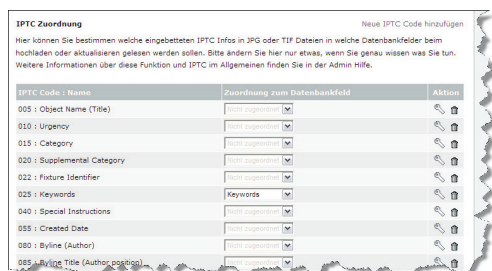 IPTC Zuordnung Neue IPTC Code hinzufügen
Hier können Sie bestimmen welche eingebetteten IPTC Infos in JPG oder TIF Dateien in welche Datenbankfelder beim
hochladen oder aktualisieren gelesen werden sollen. Bitte ändern Sie hier nur etwas, wenn Sie genau wissen was Sie tun.
Weitere Informationen über diese Funktion und IPTC im Allgemeinen finden Sie in der Admin Hilfe.
IPTC Code : Name Zuordnung zum Datenbankfeld Aktion
005 : Object Name (Title) Nicht zugeordnet
010 : Urgency Nicht zugeordnet
015 : Category Nicht zugeordnet
020 : Supplemental Category Nicht zugeordnet
022 : Fixture Identifier Nicht zugeordnet
025 : Keywords Keywords
040 : Special Instructions Nicht zugeordnet
055 : Created Date Nicht zugeordnet
080 : Byline (Author) Nicht zugeordnet
085 : Byline Title (Author position) Nicht zugeordnet